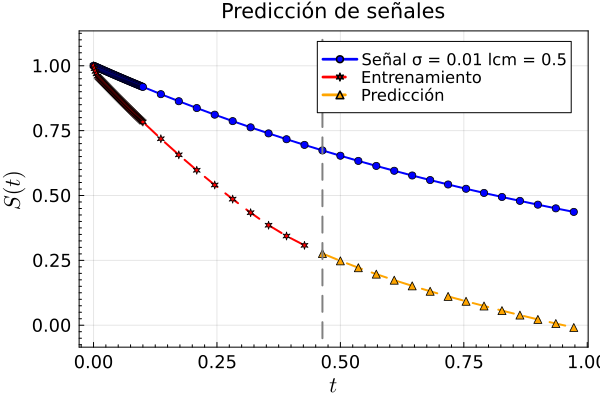 Predicción de señales
Señal σ = 0.01 lcm = 0.5
Entrenamiento
Predicción
1.00
0.75
0.50
0.25
0.00
S(t)
0.00 0.25 0.50 0.75 1.00
t